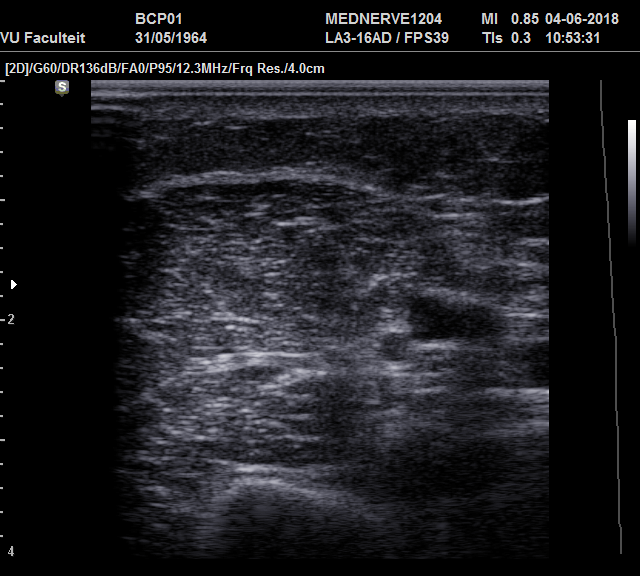 BCP01 MEDNERVE1204 MI 0.85 04-06-2018
VU Faculteit 31/05/1964 LA3-16AD / FPS39 TIs 0.3 10:53:31
[2D]/G60/DR136dB/FA0/P95/12.3MHz/Frq Res./4.0cm
S
2
4